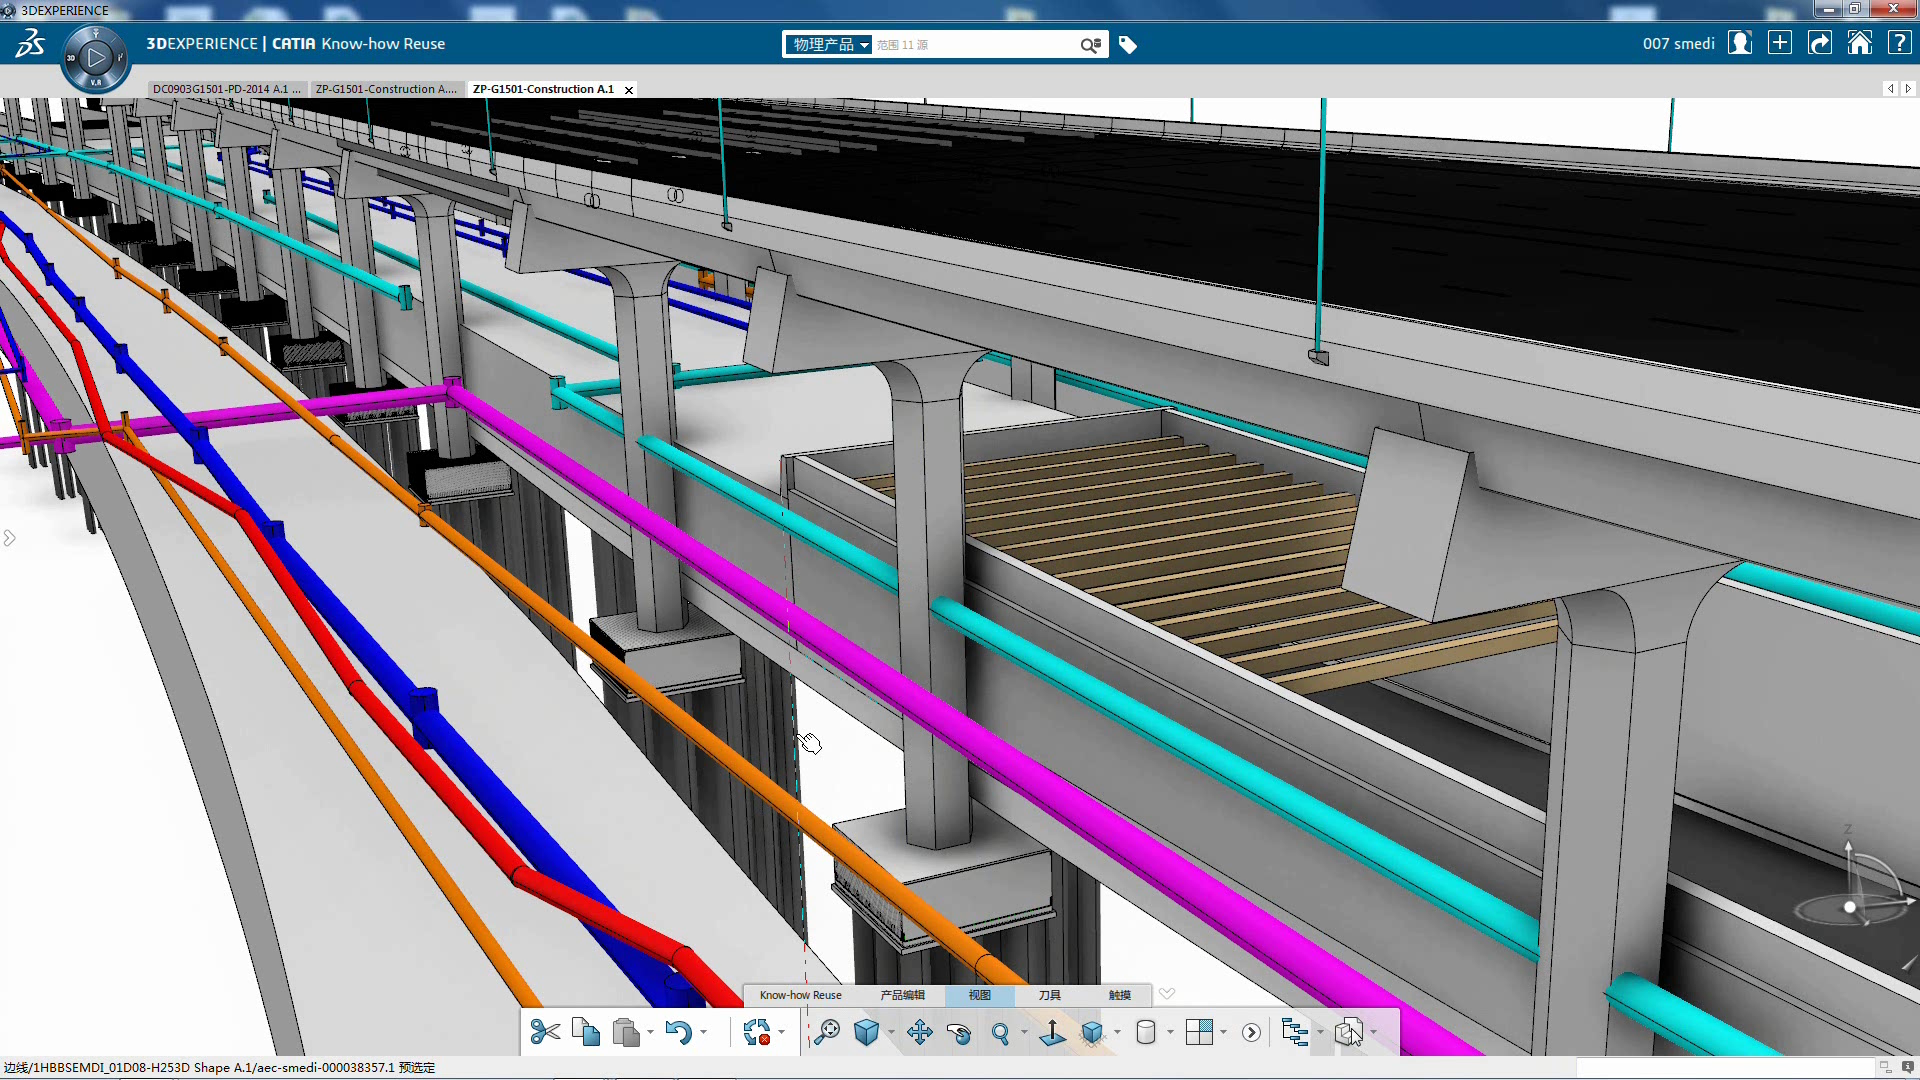 3DEXPERIENCE
3DEXPERIENCE | CATIA Know-how Reuse
物理产品
范围 11 源
007 smedi
3D
V.R
DC0903G1501-PD-2014 A.1 ...
ZP-G1501-Construction A....
ZP-G1501-Construction A.1
Z
Know-how Reuse
产品编辑
视图
刀具
触摸
边线/1HBBSEMDI_01D08-H253D Shape A.1/aec-smedi-000038357.1 预选定